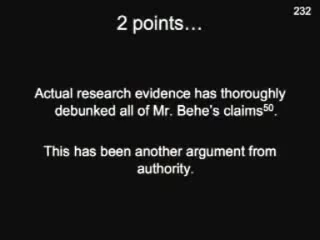 232
2 points...
Actual research evidence has thoroughly
debunked all of Mr. Behe's claims⁵⁰.
This has been another argument from
authority.